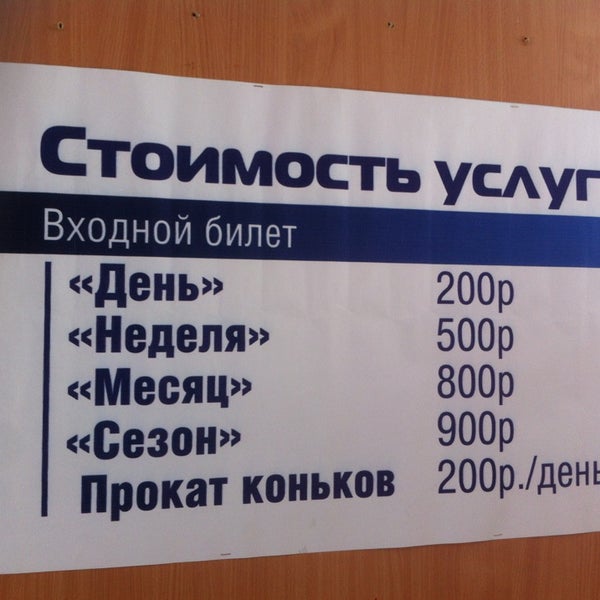 Стоимость услуг
Входной билет
«День» 200р
«Неделя» 500р
«Месяц» 800р
«Сезон» 900р
Прокат коньков 200р./день